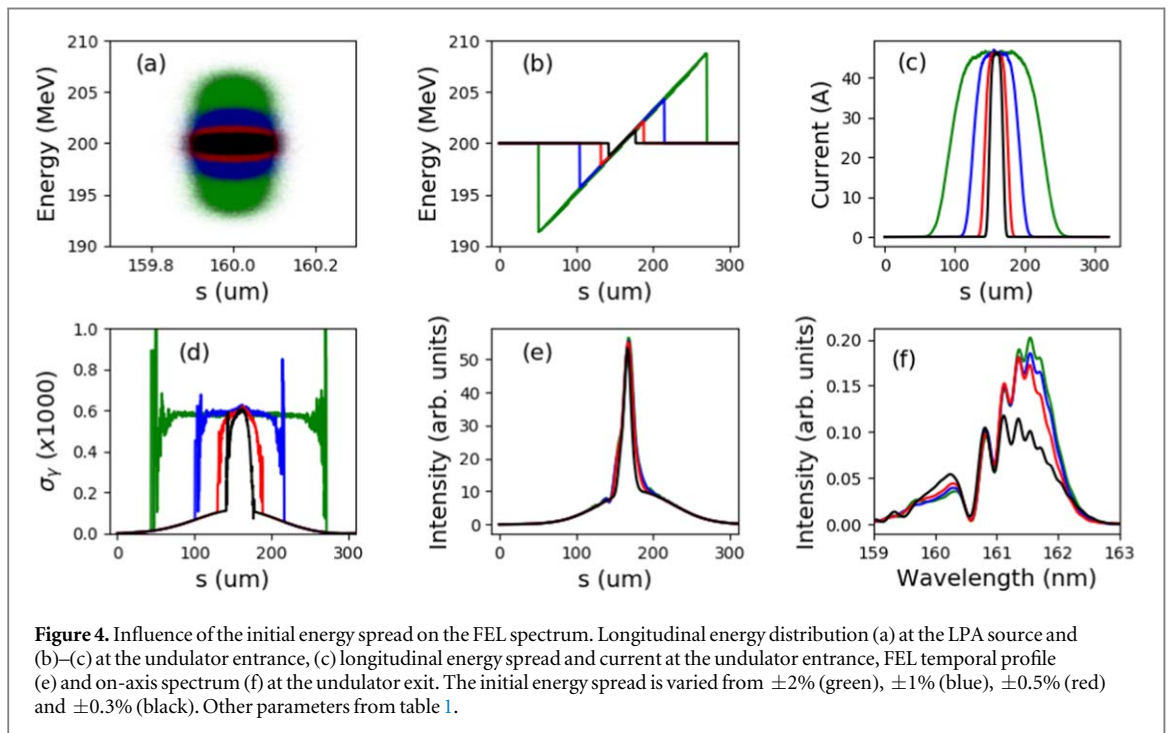 (a)
Energy (MeV)
210
205
200
195
190
159.8 160.0 160.2
s (um)
(b)
Energy (MeV)
210
205
200
195
190
0 100 200 300
s (um)
(c)
Current (A)
40
30
20
10
0
0 100 200 300
s (um)
(d)
σγ (x1000)
1.0
0.8
0.6
0.4
0.2
0.0
0 100 200 300
s (um)
(e)
Intensity (arb. units)
50
40
30
20
10
0
0 100 200 300
s (um)
(f)
Intensity (arb. units)
0.20
0.15
0.10
0.05
0.00
159 160 161 162 163
Wavelength (nm)
Figure 4. Influence of the initial energy spread on the FEL spectrum. Longitudinal energy distribution (a) at the LPA source and
(b)–(c) at the undulator entrance, (c) longitudinal energy spread and current at the undulator entrance, FEL temporal profile
(e) and on-axis spectrum (f) at the undulator exit. The initial energy spread is varied from ±2% (green), ±1% (blue), ±0.5% (red)
and ±0.3% (black). Other parameters from table 1.